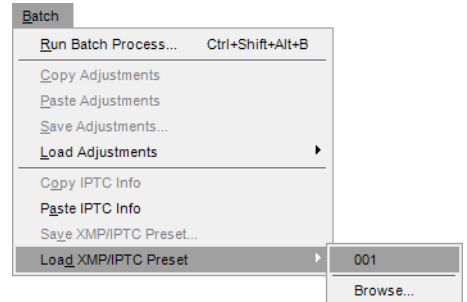 Batch
Run Batch Process... Ctrl+Shift+Alt+B
Copy Adjustments
Paste Adjustments
Save Adjustments...
Load Adjustments
Copy IPTC Info
Paste IPTC Info
Save XMP/IPTC Preset...
Load XMP/IPTC Preset
001
Browse...